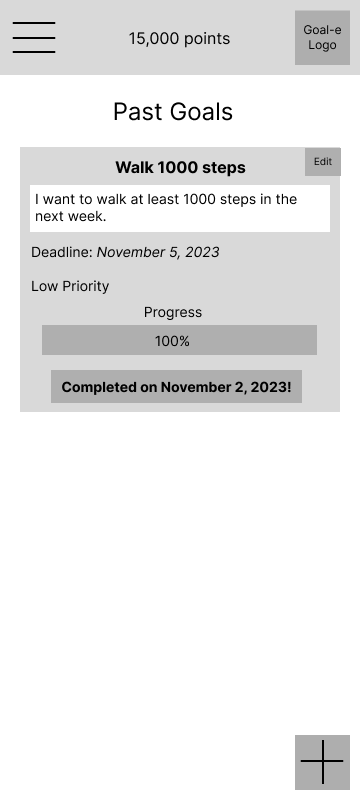 15,000 points
Goal-e
Logo
Past Goals
Walk 1000 steps
Edit
I want to walk at least 1000 steps in the
next week.
Deadline: November 5, 2023
Low Priority
Progress
100%
Completed on November 2, 2023!